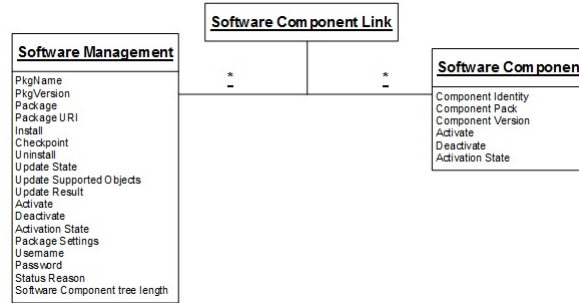 Software Component Link
Software Management
PkgName
PkgVersion
Package
Package URI
Install
Checkpoint
Uninstall
Update State
Update Supported Objects
Update Result
Activate
Deactivate
Activation State
Package Settings
Username
Password
Status Reason
Software Component tree length
*
*
Software Componen
Component Identity
Component Pack
Component Version
Activate
Deactivate
Activation State